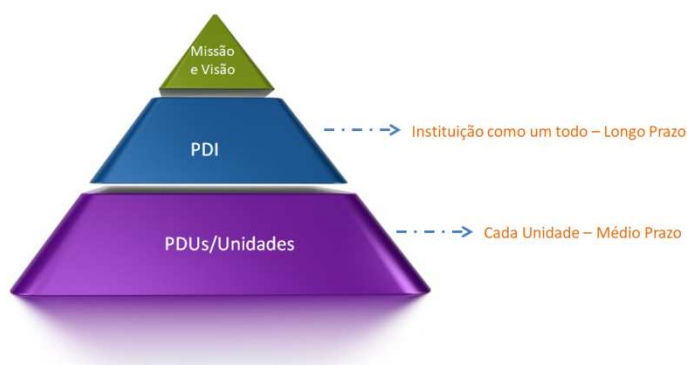 Missão
e Visão
PDI
Instituição como um todo – Longo Prazo
PDUs/Unidades
Cada Unidade – Médio Prazo